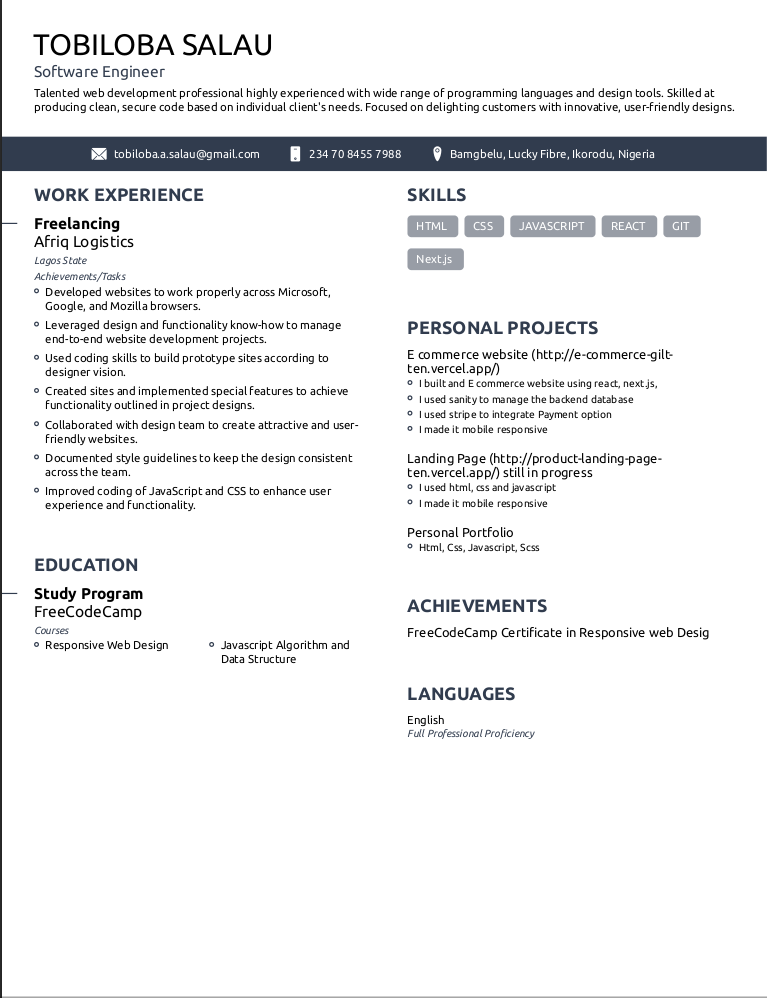 TOBILOBA SALAU
Software Engineer
Talented web development professional highly experienced with wide range of programming languages and design tools. Skilled at
producing clean, secure code based on individual client's needs. Focused on delighting customers with innovative, user-friendly designs.
tobiloba.a.salau@gmail.com
234 70 8455 7988
Bamgbelu, Lucky Fibre, Ikorodu, Nigeria
WORK EXPERIENCE
Freelancing
Afriq Logistics
Lagos State
Achievements/Tasks
Developed websites to work properly across Microsoft,
Google, and Mozilla browsers.
Leveraged design and functionality know-how to manage
end-to-end website development projects.
Used coding skills to build prototype sites according to
designer vision.
Created sites and implemented special features to achieve
functionality outlined in project designs.
Collaborated with design team to create attractive and user-
friendly websites.
Documented style guidelines to keep the design consistent
across the team.
Improved coding of JavaScript and CSS to enhance user
experience and functionality.
EDUCATION
Study Program
FreeCodeCamp
Courses
Responsive Web Design
Javascript Algorithm and
Data Structure
SKILLS
HTML CSS JAVASCRIPT REACT GIT
Next.js
PERSONAL PROJECTS
E commerce website (http://e-commerce-gilt-
ten.vercel.app/)
I built and E commerce website using react, next.js,
I used sanity to manage the backend database
I used stripe to integrate Payment option
I made it mobile responsive
Landing Page (http://product-landing-page-
ten.vercel.app/) still in progress
I used html, css and javascript
I made it mobile responsive
Personal Portfolio
Html, Css, Javascript, Scss
ACHIEVEMENTS
FreeCodeCamp Certificate in Responsive web Desig
LANGUAGES
English
Full Professional Proficiency